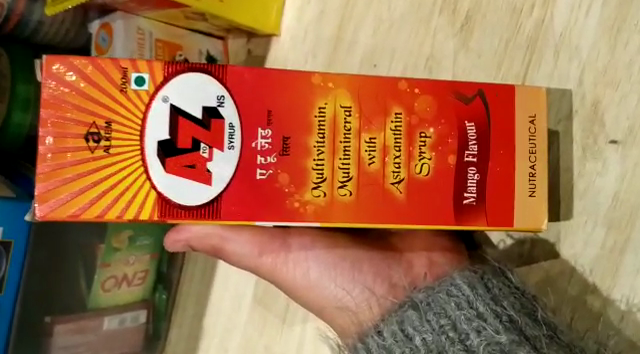 200ml
ALKEM
A TO Z NS
®
SYRUP
ए टू ज़ेड
सिरप
Multivitamin,
Multimineral
with
Astaxanthin
Syrup
Mango Flavour
NUTRACEUTICAL
ENO